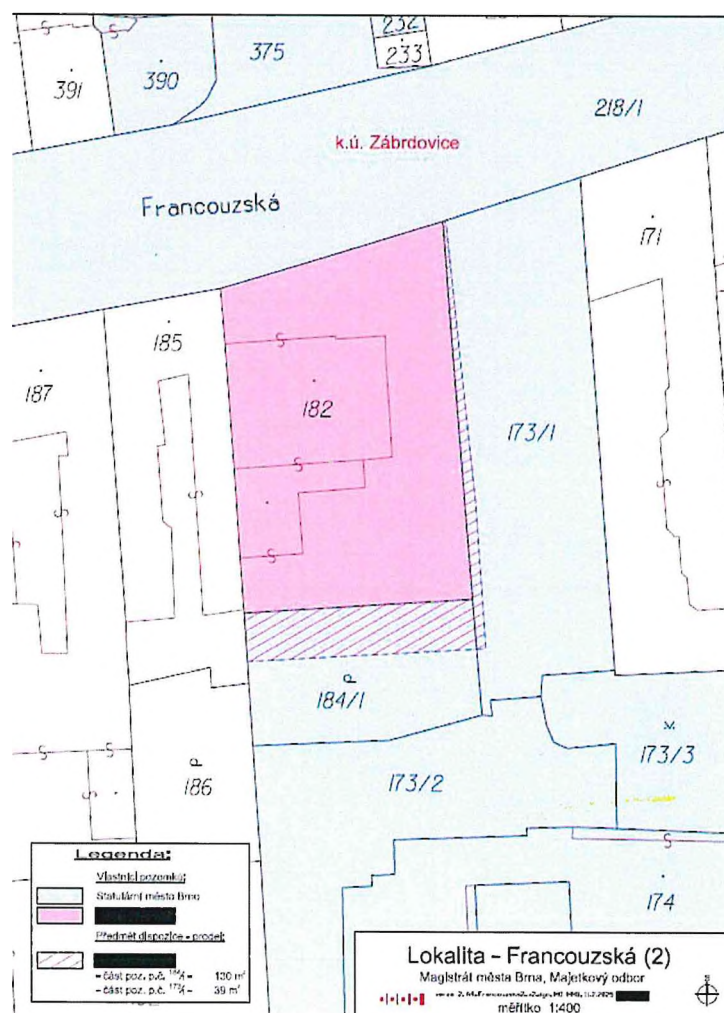 232
233
375
390
391
218/1
k.ú. Zábrdovice
Francouzská
171
185
187
182
173/1
184/1
186
173/2
173/3
174
Legenda:
Vlastníci pozemků:
Statutární město Brno
Předmět dispozice - prodej:
- část poz. p.č. 184/1 - 130 m²
- část poz. p.č. 173/1 - 39 m²
Lokalita - Francouzská (2)
Magistrát města Brna, Majetkový odbor
měřítko 1:400
S